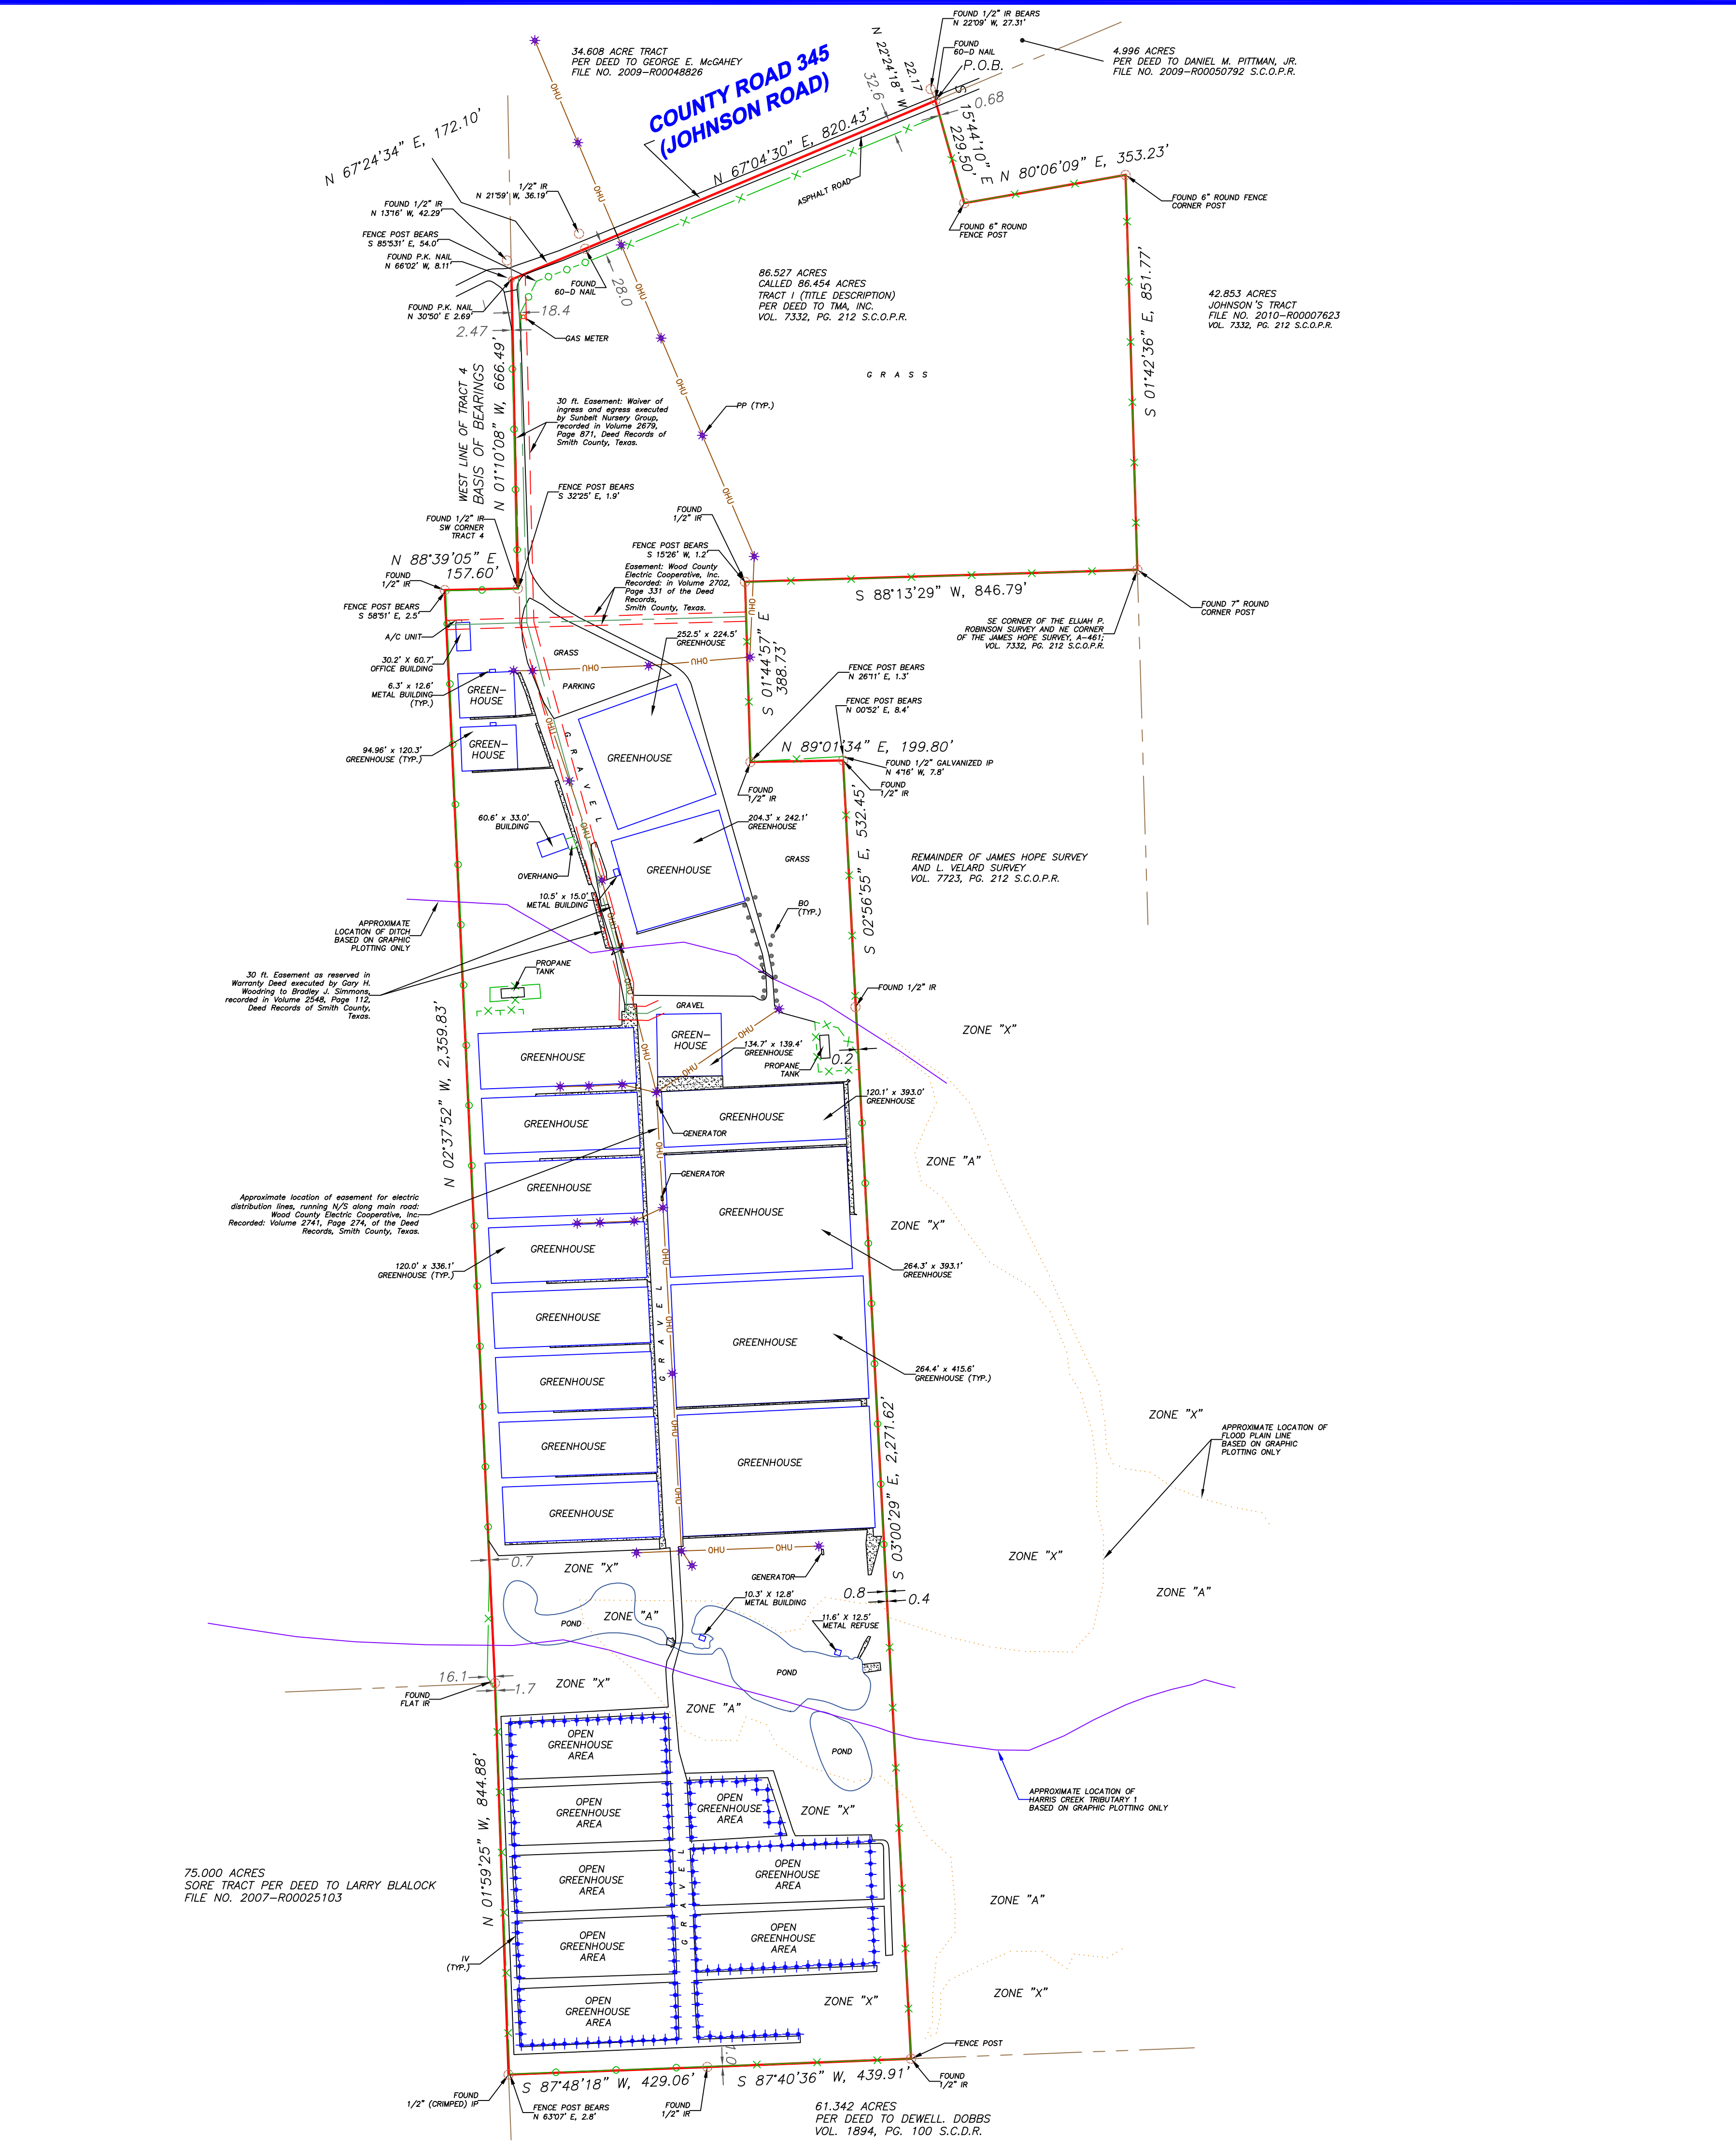 FOUND 1/2" IR BEARS
N 22°09' W, 27.31'
FOUND
60-D NAIL
P.O.B.
34.608 ACRE TRACT
PER DEED TO GEORGE E. McGAHEY
FILE NO. 2009-R00048826
4.996 ACRES
PER DEED TO DANIEL M. PITTMAN, JR.
FILE NO. 2009-R00050792 S.C.O.P.R.
COUNTY ROAD 345
(JOHNSON ROAD)
N 22°24'18" W
22.17
32.6
0.68
S 15°44'10" E
229.50'
N 67°24'34" E, 172.10'
N 67°04'30" E, 820.43'
ASPHALT ROAD
N 80°06'09" E, 353.23'
FOUND 6" ROUND FENCE
CORNER POST
FOUND 6" ROUND
FENCE POST
1/2" IR
N 21°59' W, 36.19'
FOUND 1/2" IR
N 13°16' W, 42.29'
FENCE POST BEARS
S 85°531' E, 54.0'
FOUND P.K. NAIL
N 66°02' W, 8.11'
FOUND
60-D NAIL
28.0
FOUND P.K. NAIL
N 30°50' E 2.69'
18.4
2.47
GAS METER
86.527 ACRES
CALLED 86.454 ACRES
TRACT I (TITLE DESCRIPTION)
PER DEED TO TMA, INC.
VOL. 7332, PG. 212 S.C.O.P.R.
42.853 ACRES
JOHNSON'S TRACT
FILE NO. 2010-R00007623
VOL. 7332, PG. 212 S.C.O.P.R.
S 01°42'36" E, 851.77'
GRASS
WEST LINE OF TRACT 4
BASIS OF BEARINGS
N 01°10'08" W, 666.49'
30 ft. Easement: Waiver of
ingress and egress executed
by Sunbelt Nursery Group,
recorded in Volume 2679,
Page 871, Deed Records of
Smith County, Texas.
PP (TYP.)
OHU
OHU
OHU
OHU
OHU
FENCE POST BEARS
S 32°25' E, 1.9'
FOUND 1/2" IR
SW CORNER
TRACT 4
N 88°39'05" E
157.60'
FOUND
1/2" IR
FENCE POST BEARS
S 58°51' E, 2.5'
A/C UNIT
FOUND
1/2" IR
FENCE POST BEARS
S 15°26' W, 1.2'
Easement: Wood County
Electric Cooperative, Inc.
Recorded: in Volume 2702,
Page 331 of the Deed
Records,
Smith County, Texas.
S 88°13'29" W, 846.79'
FOUND 7" ROUND
CORNER POST
SE CORNER OF THE ELIJAH P.
ROBINSON SURVEY AND NE CORNER
OF THE JAMES HOPE SURVEY, A-461;
VOL. 7332, PG. 212 S.C.O.P.R.
30.2' X 60.7'
OFFICE BUILDING
6.3' x 12.6'
METAL BUILDING
(TYP.)
GREEN-
HOUSE
GREEN-
HOUSE
94.96' x 120.3'
GREENHOUSE (TYP.)
GRASS
OHU
OHU
OHU
PARKING
252.5' x 224.5'
GREENHOUSE
S 01°44'57" E
388.73'
FENCE POST BEARS
N 26°11' E, 1.3'
FENCE POST BEARS
N 00°52' E, 8.4'
N 89°01'34" E, 199.80'
FOUND 1/2" GALVANIZED IP
N 4°16' W, 7.8'
FOUND
1/2" IR
FOUND
1/2" IR
OHU
GRAVEL
OHU
GREENHOUSE
204.3' x 242.1'
GREENHOUSE
GREENHOUSE
60.6' x 33.0'
BUILDING
OVERHANG
10.5' x 15.0'
METAL BUILDING
OHU
OHU
GRASS
BO
(TYP.)
S 02°56'55" E, 532.45'
REMAINDER OF JAMES HOPE SURVEY
AND L. VELARD SURVEY
VOL. 7723, PG. 212 S.C.O.P.R.
APPROXIMATE
LOCATION OF DITCH
BASED ON GRAPHIC
PLOTTING ONLY
30 ft. Easement as reserved in
Warranty Deed executed by Gary H.
Woodring to Bradley J. Simmons,
recorded in Volume 2548, Page 112,
Deed Records of Smith County,
Texas.
PROPANE
TANK
GRAVEL
FOUND 1/2" IR
ZONE "X"
GREENHOUSE
GREEN-
HOUSE
OHU
OHU
OHU
134.7' x 139.4'
GREENHOUSE
PROPANE
TANK
0.2
N 02°37'52" W, 2,359.83'
GREENHOUSE
GREENHOUSE
120.1' x 393.0'
GREENHOUSE
GENERATOR
OHU
ZONE "A"
GREENHOUSE
GENERATOR
GREENHOUSE
ZONE "X"
Approximate location of easement for electric
distribution lines, running N/S along main road:
Wood County Electric Cooperative, Inc.
Recorded: Volume 2741, Page 274, of the Deed
Records, Smith County, Texas.
GREENHOUSE
OHU
120.0' x 336.1'
GREENHOUSE (TYP.)
264.3' x 393.1'
GREENHOUSE
GREENHOUSE
GRAVEL
OHU
GREENHOUSE
264.4' x 415.6'
GREENHOUSE (TYP.)
GREENHOUSE
GREENHOUSE
OHU
GREENHOUSE
OHU
GREENHOUSE
S 03°00'29" E, 2,271.62'
ZONE "X"
APPROXIMATE LOCATION OF
FLOOD PLAIN LINE
BASED ON GRAPHIC
PLOTTING ONLY
0.7
ZONE "X"
OHU
OHU
GENERATOR
ZONE "X"
ZONE "A"
0.8
0.4
10.3' X 12.8'
METAL BUILDING
11.6' X 12.5'
METAL REFUSE
ZONE "A"
POND
POND
16.1
1.7
FOUND
FLAT IR
ZONE "X"
ZONE "A"
POND
OPEN
GREENHOUSE
AREA
APPROXIMATE LOCATION OF
HARRIS CREEK TRIBUTARY 1
BASED ON GRAPHIC PLOTTING ONLY
OPEN
GREENHOUSE
AREA
OPEN
GREENHOUSE
AREA
ZONE "X"
N 01°59'25" W, 844.88'
75.000 ACRES
SORE TRACT PER DEED TO LARRY BLALOCK
FILE NO. 2007-R00025103
OPEN
GREENHOUSE
AREA
GRAVEL
OPEN
GREENHOUSE
AREA
ZONE "A"
IV
(TYP.)
OPEN
GREENHOUSE
AREA
OPEN
GREENHOUSE
AREA
OPEN
GREENHOUSE
AREA
ZONE "X"
ZONE "X"
FENCE POST
1.0
S 87°48'18" W, 429.06'
S 87°40'36" W, 439.91'
FOUND
1/2" IR
FOUND
1/2" (CRIMPED) IP
FENCE POST BEARS
N 63°07' E, 2.8'
FOUND
1/2" IR
61.342 ACRES
PER DEED TO DEWELL. DOBBS
VOL. 1894, PG. 100 S.C.D.R.